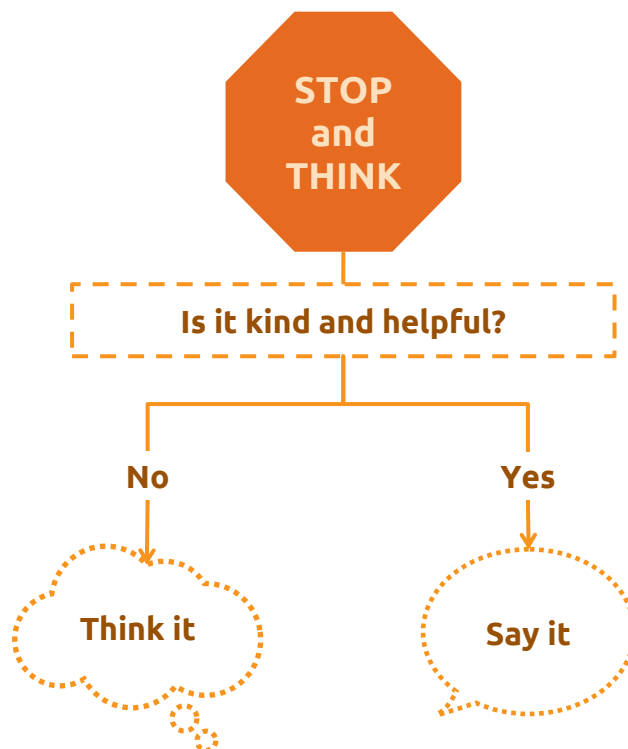 STOP
and
THINK
Is it kind and helpful?
No
Yes
Think it
Say it